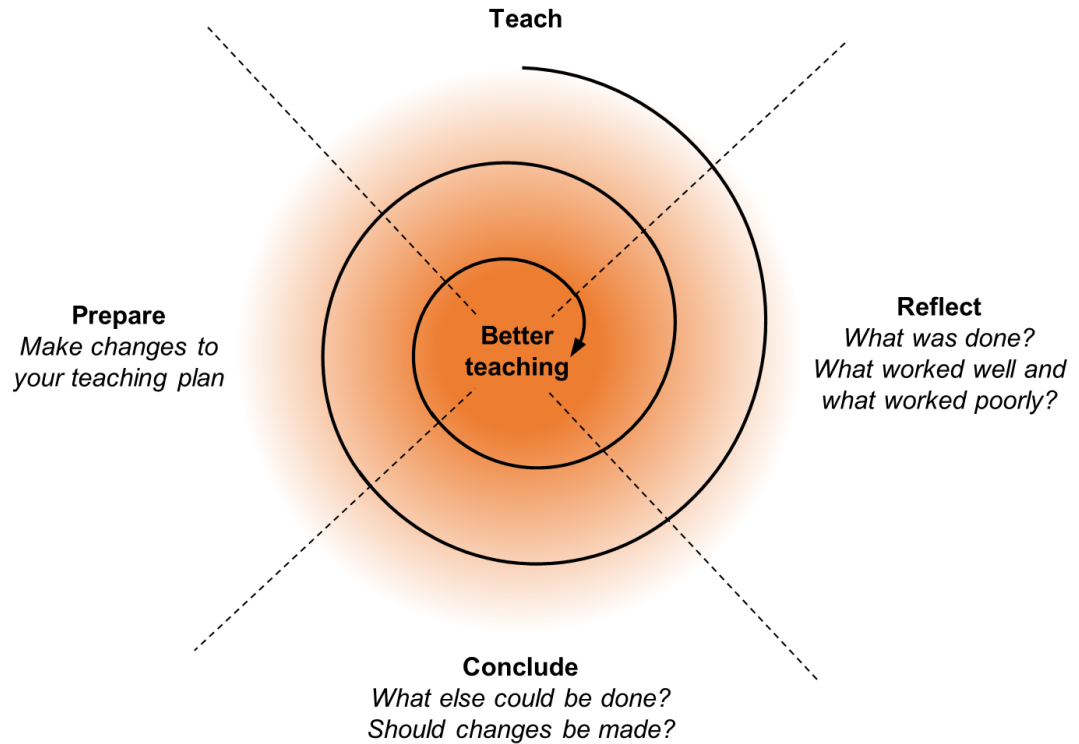 Teach
Reflect
What was done?
What worked well and
what worked poorly?
Conclude
What else could be done?
Should changes be made?
Prepare
Make changes to
your teaching plan
Better
teaching